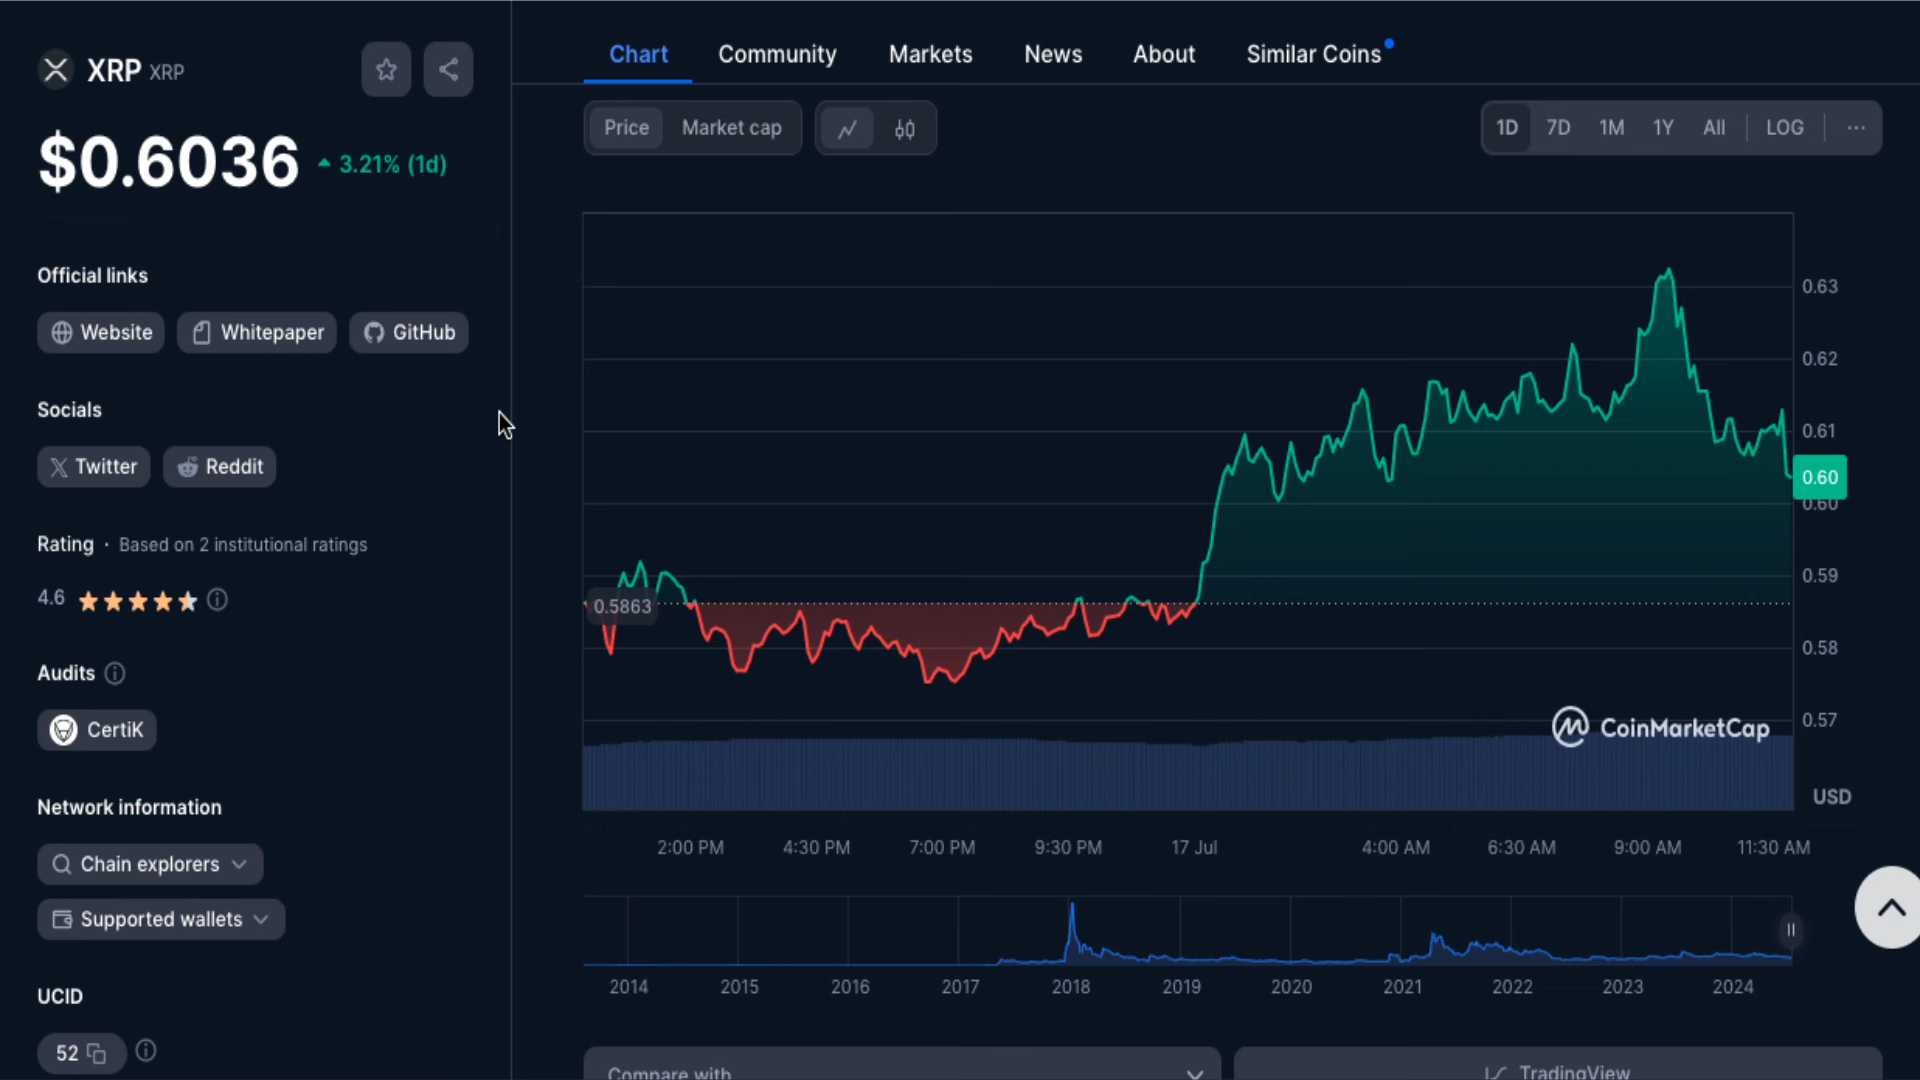 XRP XRP
$0.6036 3.21% (1d)
Official links
Website Whitepaper GitHub
Socials
Twitter Reddit
Rating · Based on 2 institutional ratings
4.6
Audits
CertiK
Network information
Chain explorers
Supported wallets
UCID
52
Chart Community Markets News About Similar Coins
Price Market cap
1D 7D 1M 1Y All LOG ...
0.63
0.62
0.61
0.60
0.60
0.59
0.5863
0.58
0.57
CoinMarketCap
USD
2:00 PM 4:30 PM 7:00 PM 9:30 PM 17 Jul 4:00 AM 6:30 AM 9:00 AM 11:30 AM
2014 2015 2016 2017 2018 2019 2020 2021 2022 2023 2024
Compare with
TradingView